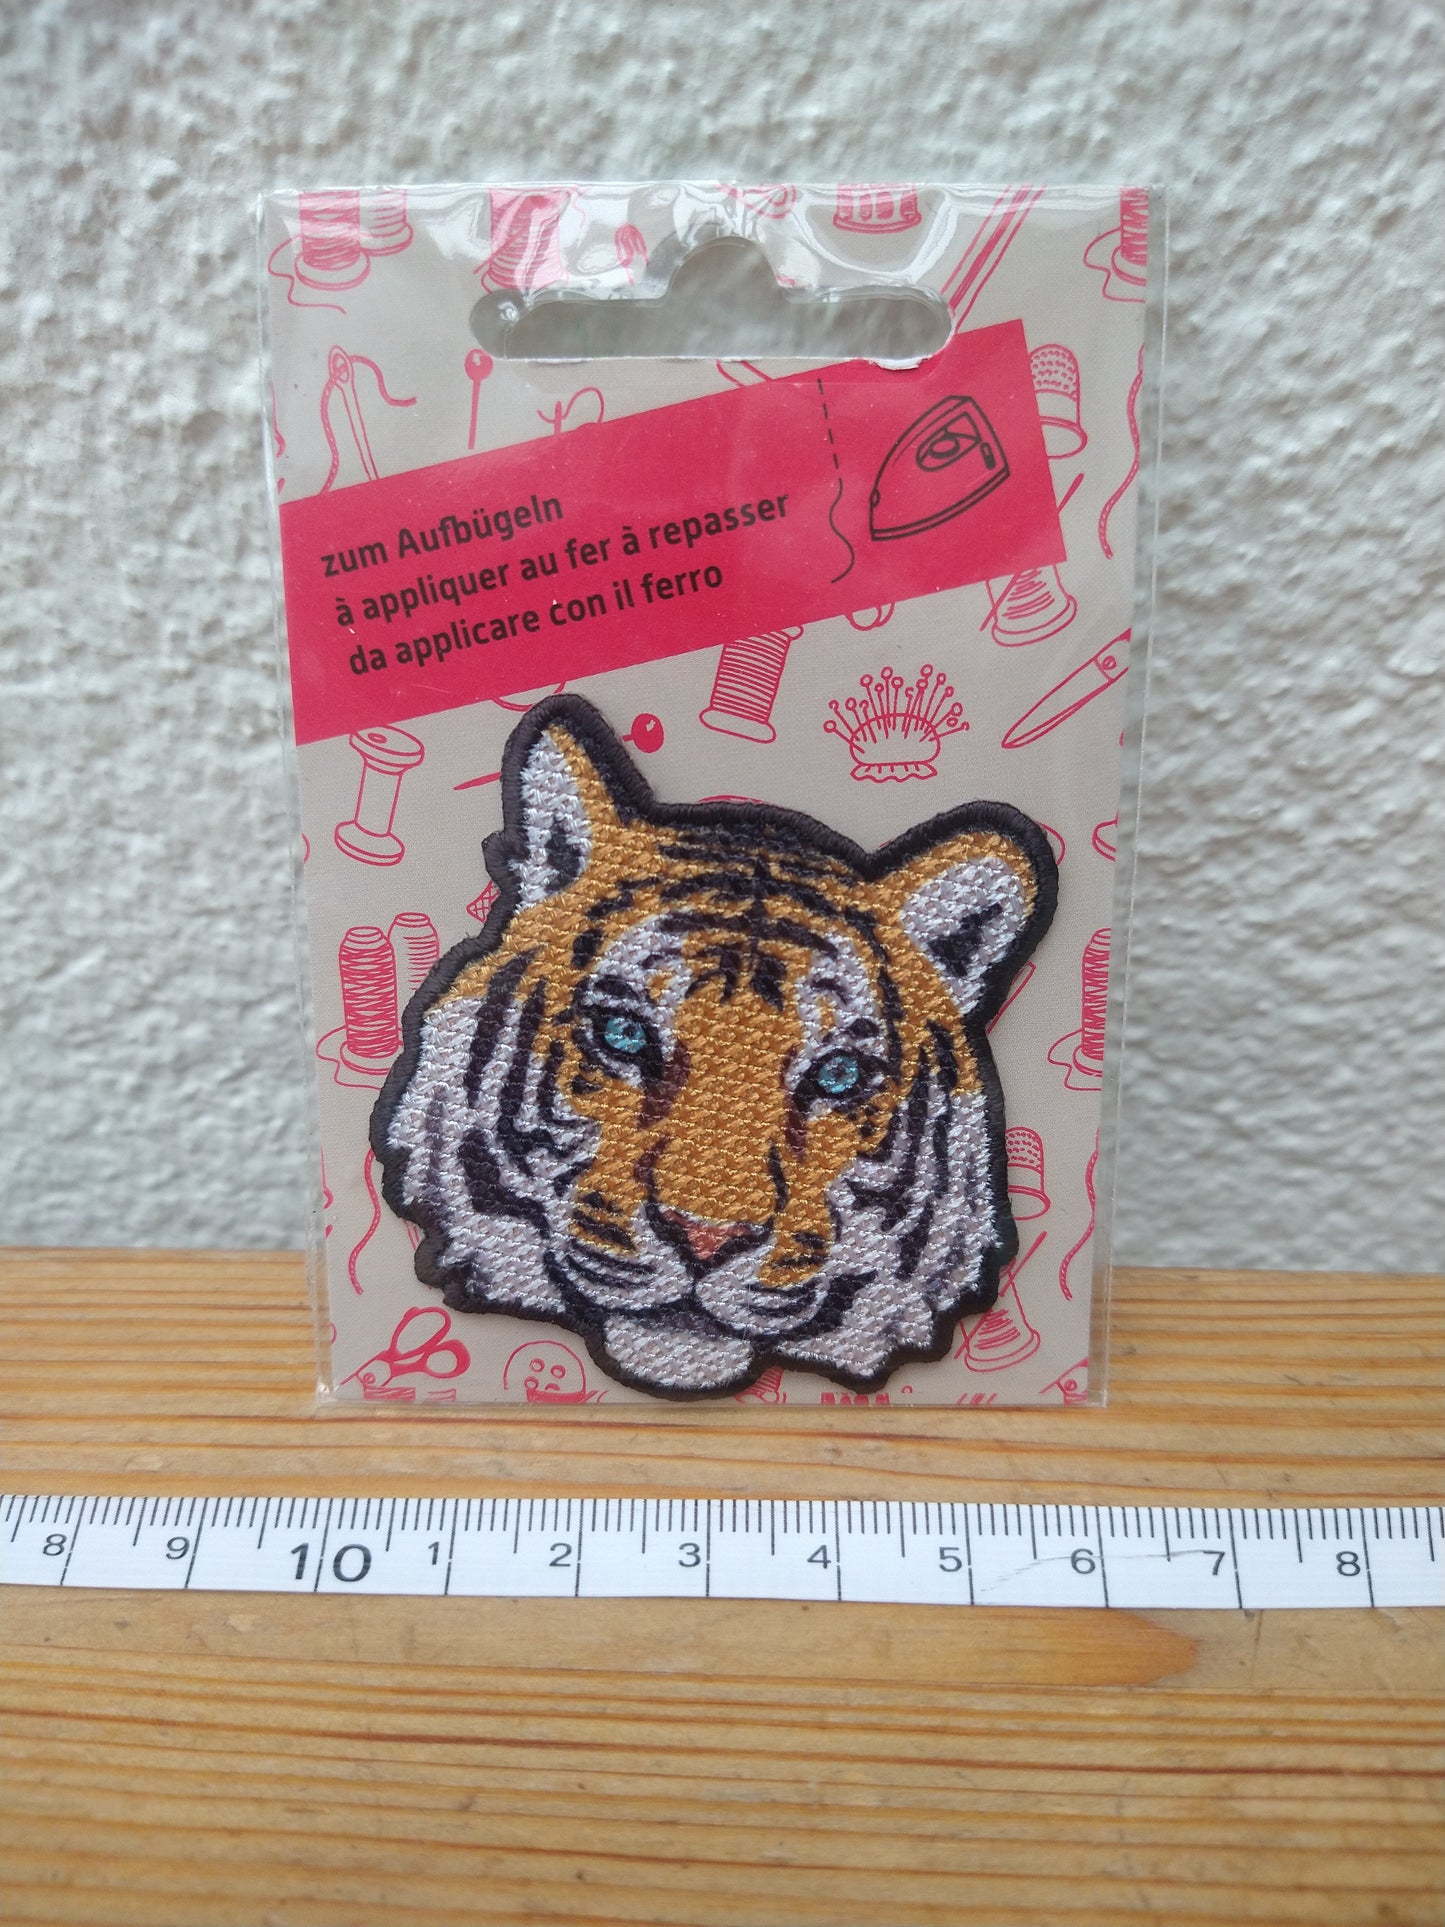 zum Aufbügeln
à appliquer au fer à repasser
da applicare con il ferro
8 9 10 1 2 3 4 5 6 7 8